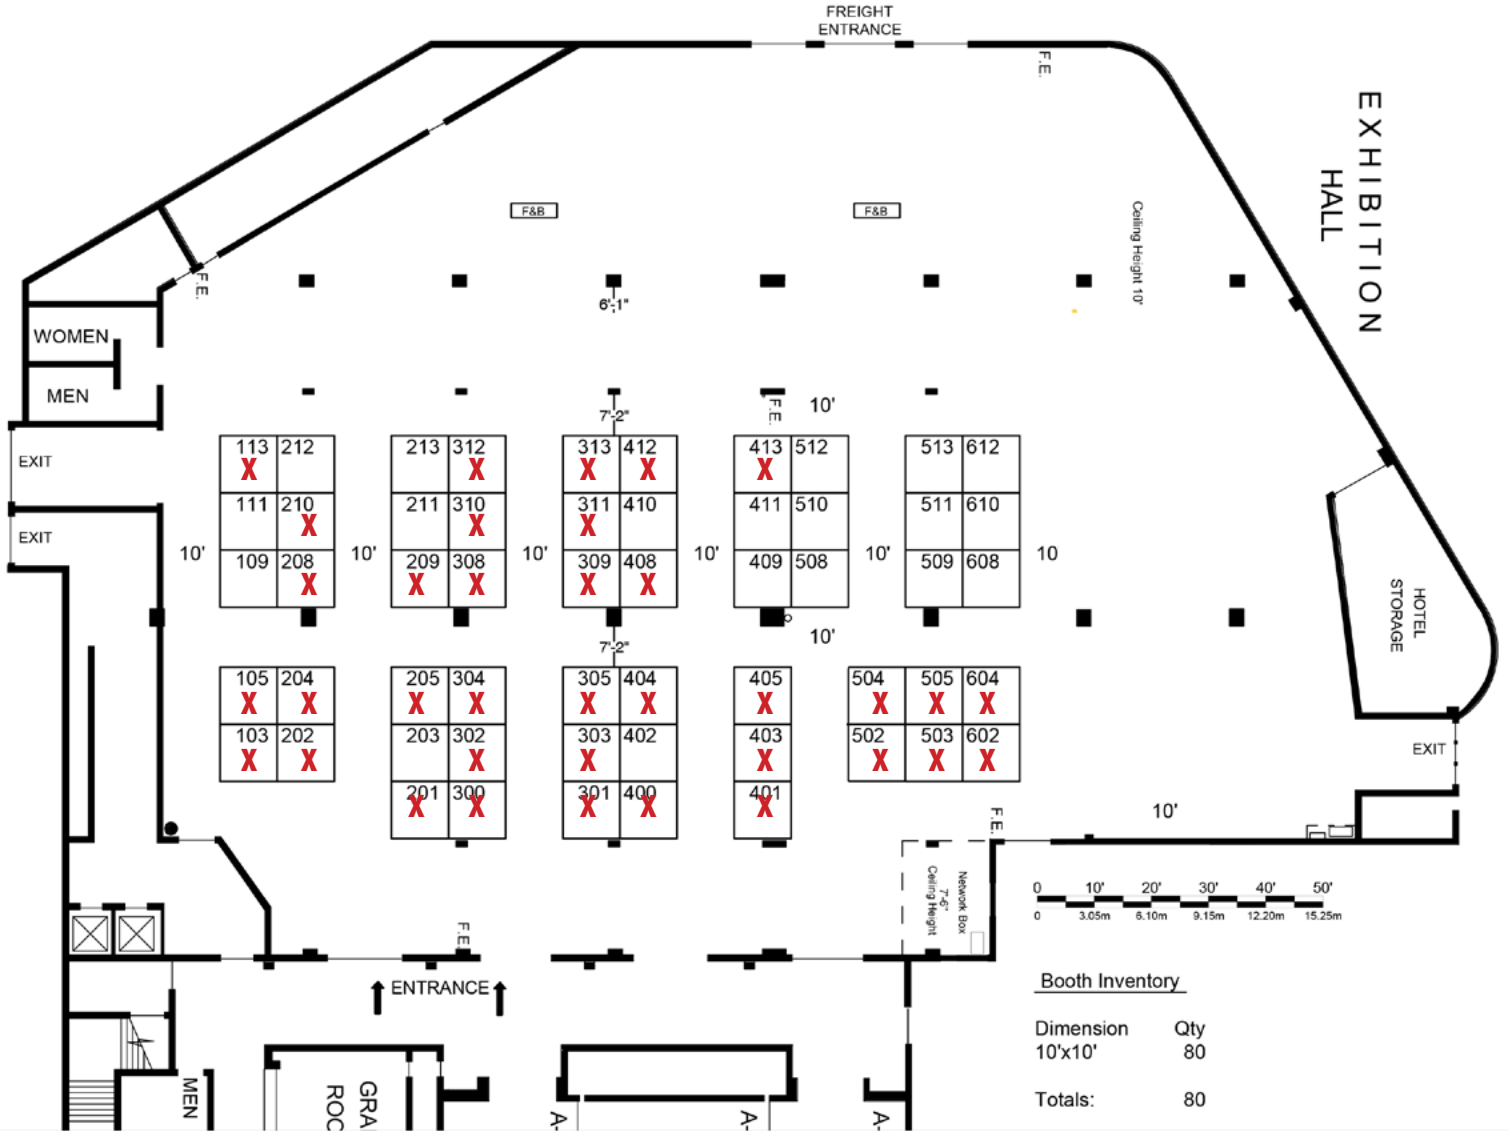 FREIGHT
ENTRANCE
F.E.
EXHIBITION
HALL
F&B
F&B
Ceiling Height 10'
F.E.
6'-1"
WOMEN
MEN
7'-2"
F.E.
10'
EXIT
EXIT
113 212 213 312 313 412 413 512 513 612
X X X X X
111 210 211 310 311 410 411 510 511 610
X X X
10' 10' 10' 10' 10' 10
109 208 209 308 309 408 409 508 509 608
X X X X X
7'-2"
10'
HOTEL
STORAGE
105 204 205 304 305 404 405 504 505 604
X X X X X X X X X X
103 202 203 302 303 402 403 502 503 602
X X X X X X X X
EXIT
201 300 301 400 401
X X X X X
10'
F.E.
Network Box
7'-6"
Ceiling Height
0 10' 20' 30' 40' 50'
0 3.05m 6.10m 9.15m 12.20m 15.25m
F.E.
ENTRANCE
Booth Inventory
Dimension Qty
10'x10' 80
Totals: 80
MEN
GRA
ROC
A-
A-
A-